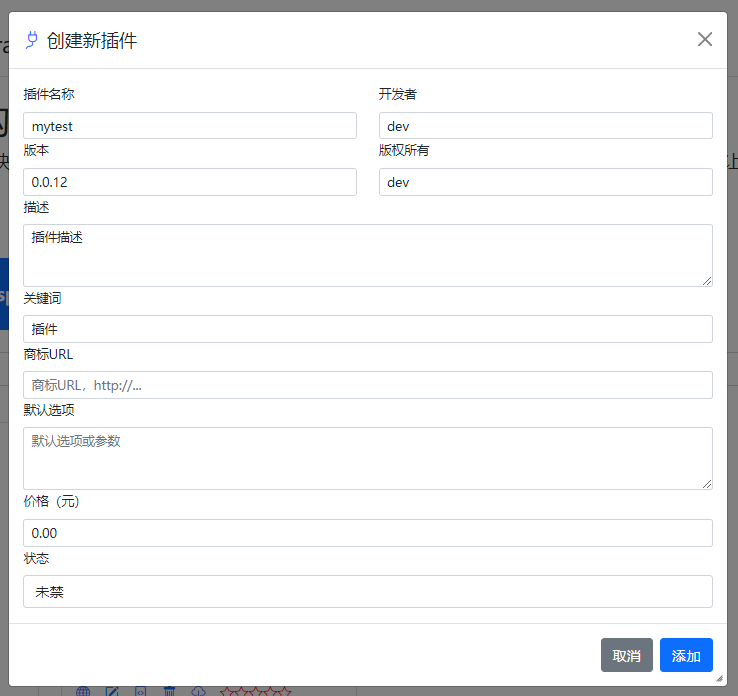 创建新插件
插件名称
开发者
mytest
dev
版本
版权所有
0.0.12
dev
描述
插件描述
关键词
插件
商标URL
商标URL，http://...
默认选项
默认选项或参数
价格（元）
0.00
状态
未禁
取消
添加